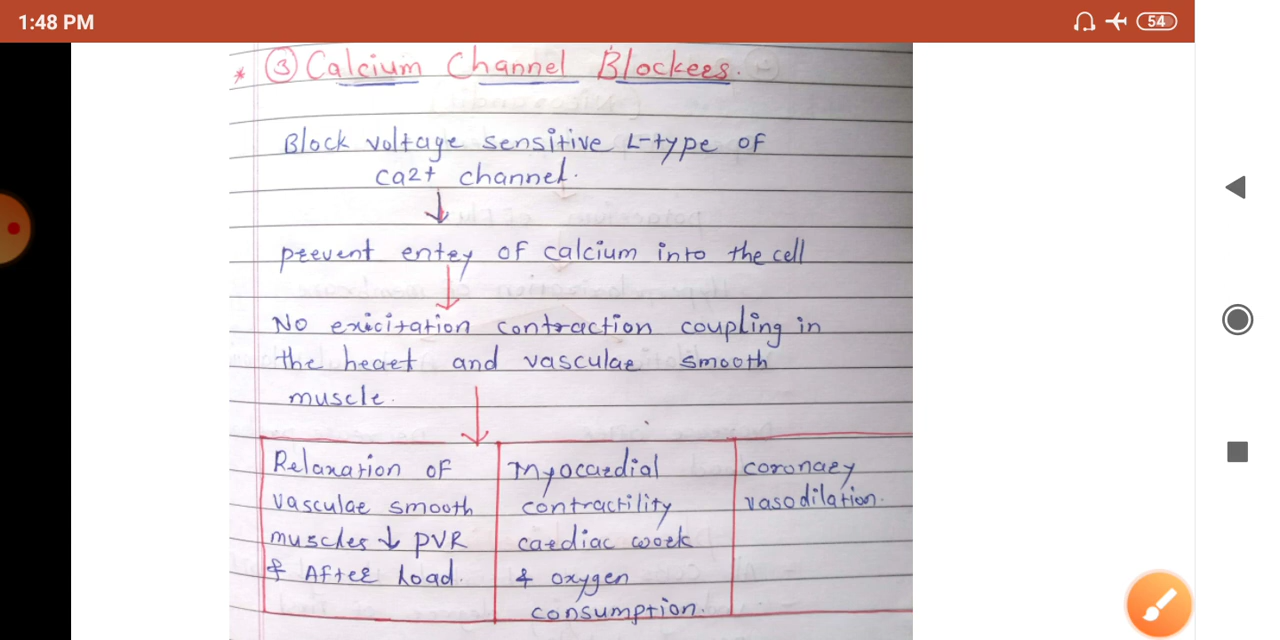 1:48 PM
54
* ③ Calcium Channel Blockers.
Block voltage sensitive L-type of
Ca2+ channel.
↓
prevent entry of calcium into the cell
↓
No exicitation contraction coupling in
the heart and vascular smooth
muscle.
↓
Relaxation of
vascular smooth
muscles ↓ PVR
& After load.
Myocardial
contractility
cardiac work
& oxygen
consumption.
coronary
vasodilation.